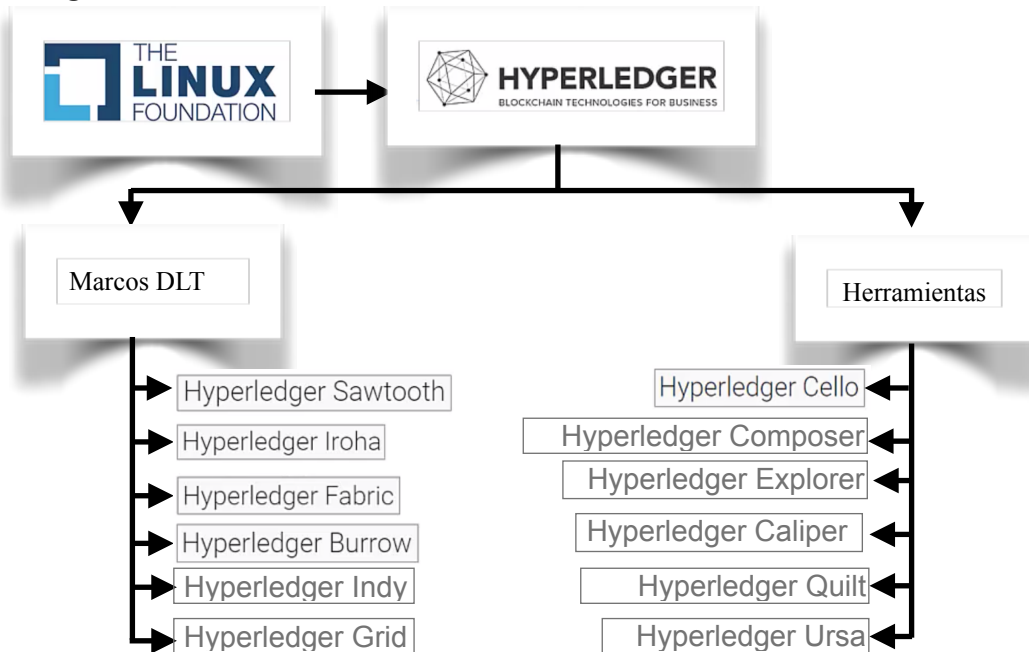 THE
LINUX
FOUNDATION
HYPERLEDGER
BLOCKCHAIN TECHNOLOGIES FOR BUSINESS
Marcos DLT
Herramientas
Hyperledger Sawtooth
Hyperledger Iroha
Hyperledger Fabric
Hyperledger Burrow
Hyperledger Indy
Hyperledger Grid
Hyperledger Cello
Hyperledger Composer
Hyperledger Explorer
Hyperledger Caliper
Hyperledger Quilt
Hyperledger Ursa